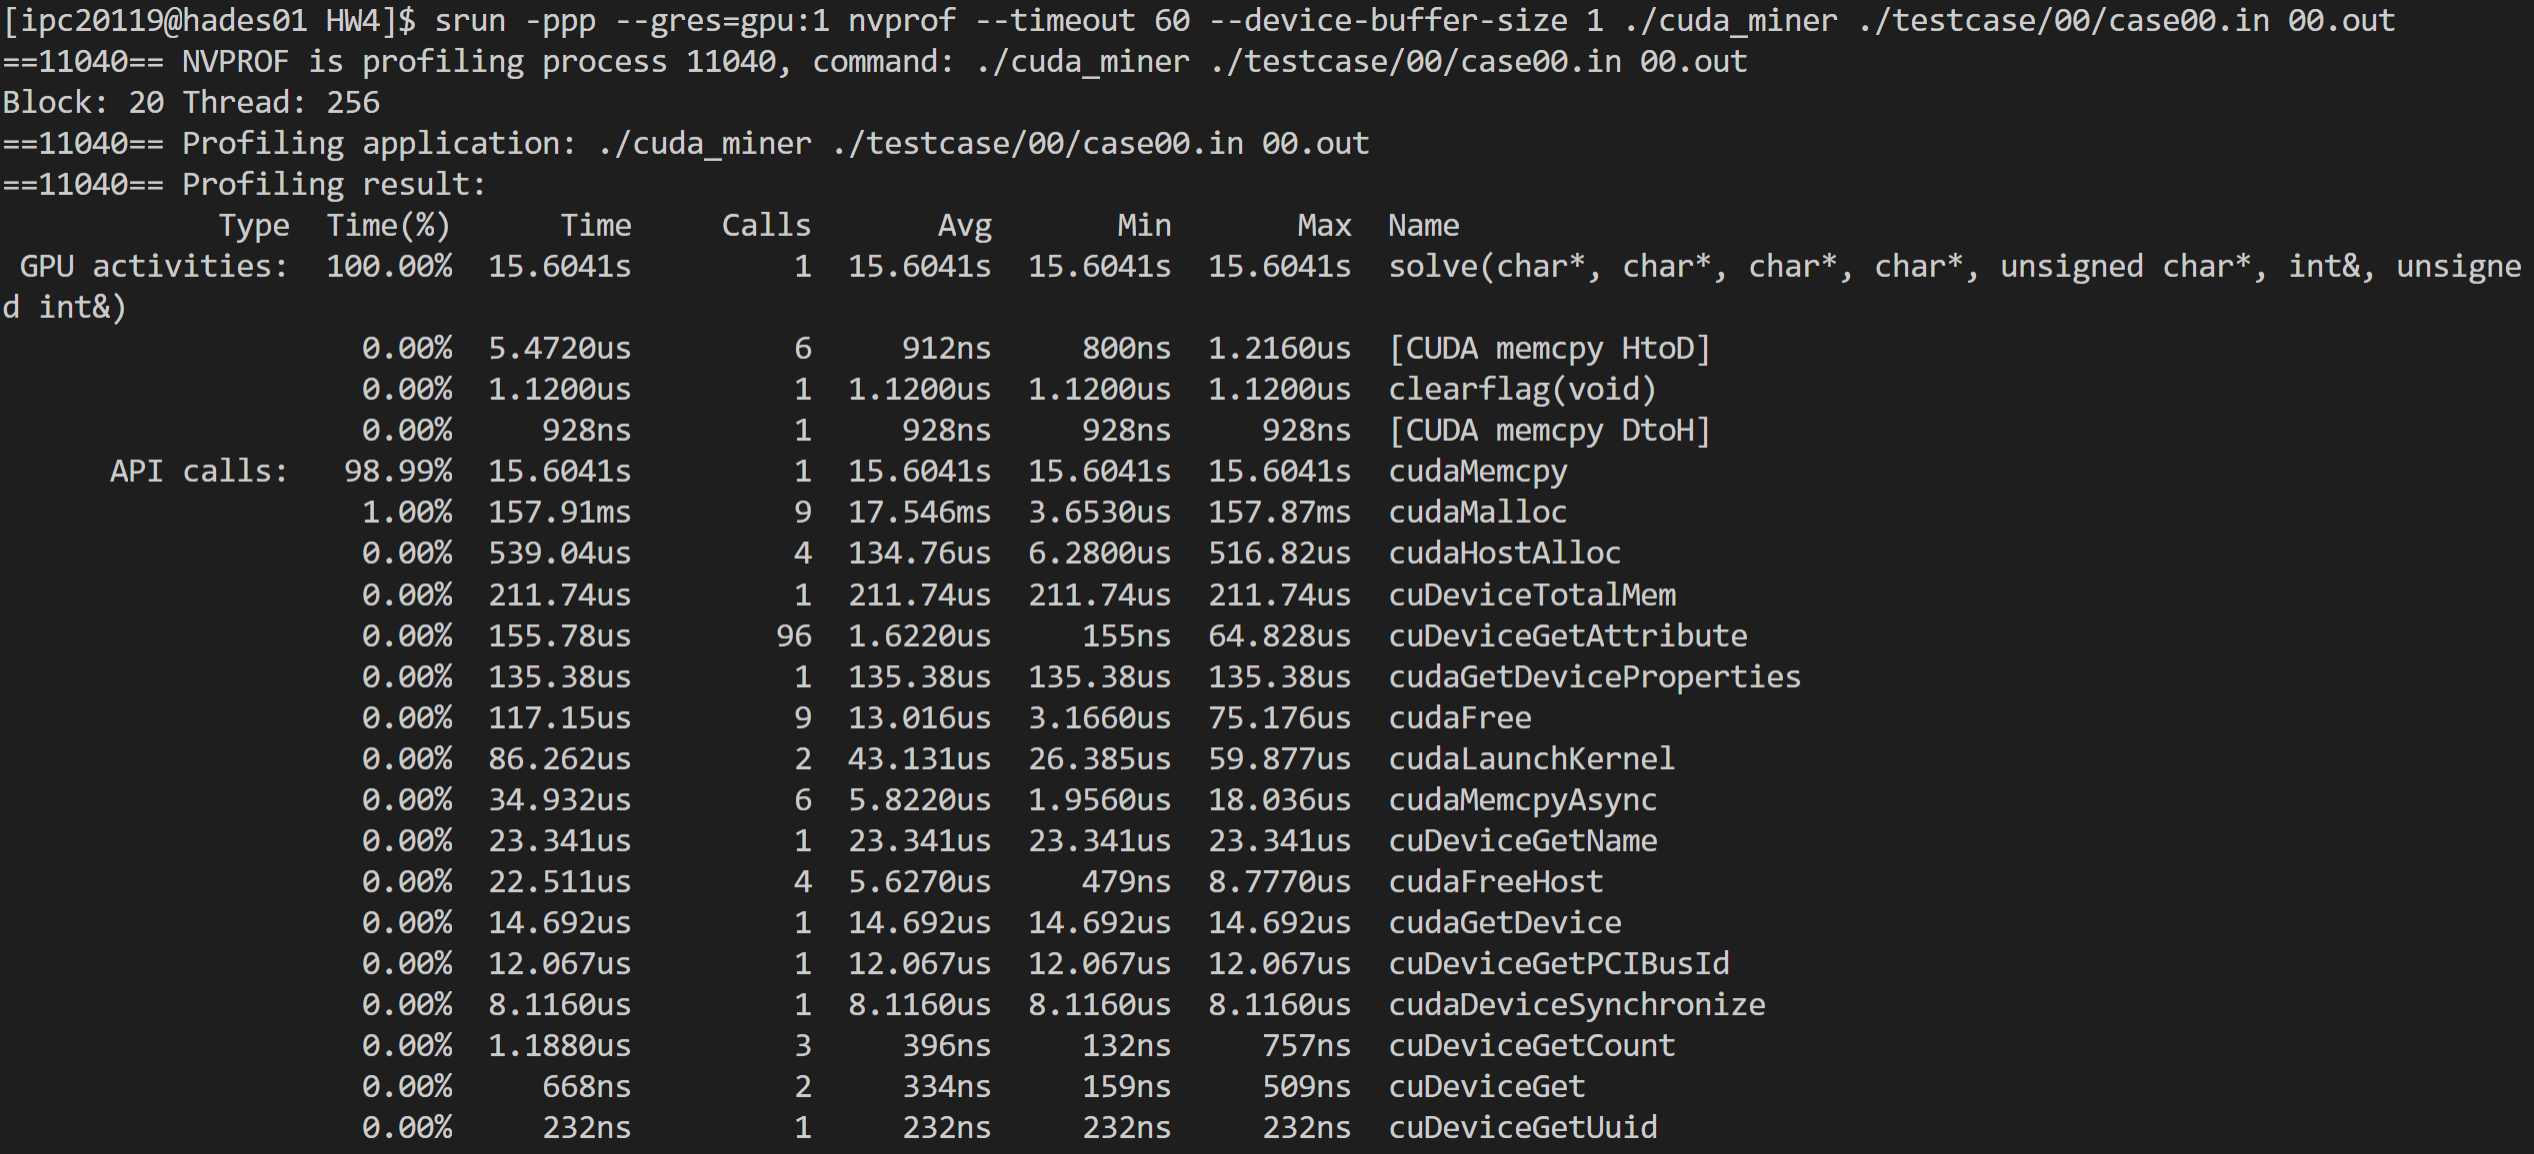 [ipc20119@hades01 HW4]$ srun -ppp --gres=gpu:1 nvprof --timeout 60 --device-buffer-size 1 ./cuda_miner ./testcase/00/case00.in 00.out
==11040== NVPROF is profiling process 11040, command: ./cuda_miner ./testcase/00/case00.in 00.out
Block: 20 Thread: 256
==11040== Profiling application: ./cuda_miner ./testcase/00/case00.in 00.out
==11040== Profiling result:
            Type  Time(%)      Time     Calls       Avg       Min       Max  Name
 GPU activities:  100.00%  15.6041s         1  15.6041s  15.6041s  15.6041s  solve(char*, char*, char*, char*, unsigned char*, int&, unsigne
d int&)
                    0.00%  5.4720us         6     912ns     800ns  1.2160us  [CUDA memcpy HtoD]
                    0.00%  1.1200us         1  1.1200us  1.1200us  1.1200us  clearflag(void)
                    0.00%     928ns         1     928ns     928ns     928ns  [CUDA memcpy DtoH]
      API calls:   98.99%  15.6041s         1  15.6041s  15.6041s  15.6041s  cudaMemcpy
                    1.00%  157.91ms         9  17.546ms  3.6530us  157.87ms  cudaMalloc
                    0.00%  539.04us         4  134.76us  6.2800us  516.82us  cudaHostAlloc
                    0.00%  211.74us         1  211.74us  211.74us  211.74us  cuDeviceTotalMem
                    0.00%  155.78us        96  1.6220us     155ns  64.828us  cuDeviceGetAttribute
                    0.00%  135.38us         1  135.38us  135.38us  135.38us  cudaGetDeviceProperties
                    0.00%  117.15us         9  13.016us  3.1660us  75.176us  cudaFree
                    0.00%  86.262us         2  43.131us  26.385us  59.877us  cudaLaunchKernel
                    0.00%  34.932us         6  5.8220us  1.9560us  18.036us  cudaMemcpyAsync
                    0.00%  23.341us         1  23.341us  23.341us  23.341us  cuDeviceGetName
                    0.00%  22.511us         4  5.6270us     479ns  8.7770us  cudaFreeHost
                    0.00%  14.692us         1  14.692us  14.692us  14.692us  cudaGetDevice
                    0.00%  12.067us         1  12.067us  12.067us  12.067us  cuDeviceGetPCIBusId
                    0.00%  8.1160us         1  8.1160us  8.1160us  8.1160us  cudaDeviceSynchronize
                    0.00%  1.1880us         3     396ns     132ns     757ns  cuDeviceGetCount
                    0.00%     668ns         2     334ns     159ns     509ns  cuDeviceGet
                    0.00%     232ns         1     232ns     232ns     232ns  cuDeviceGetUuid